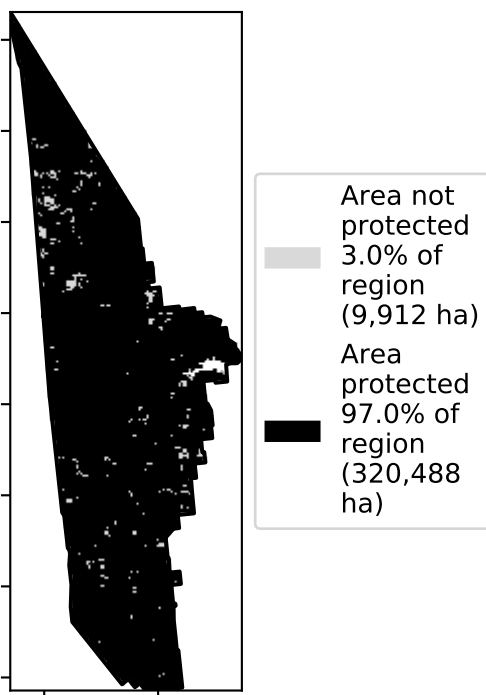 Area not
protected
3.0% of
region
(9,912 ha)
Area
protected
97.0% of
region
(320,488
ha)